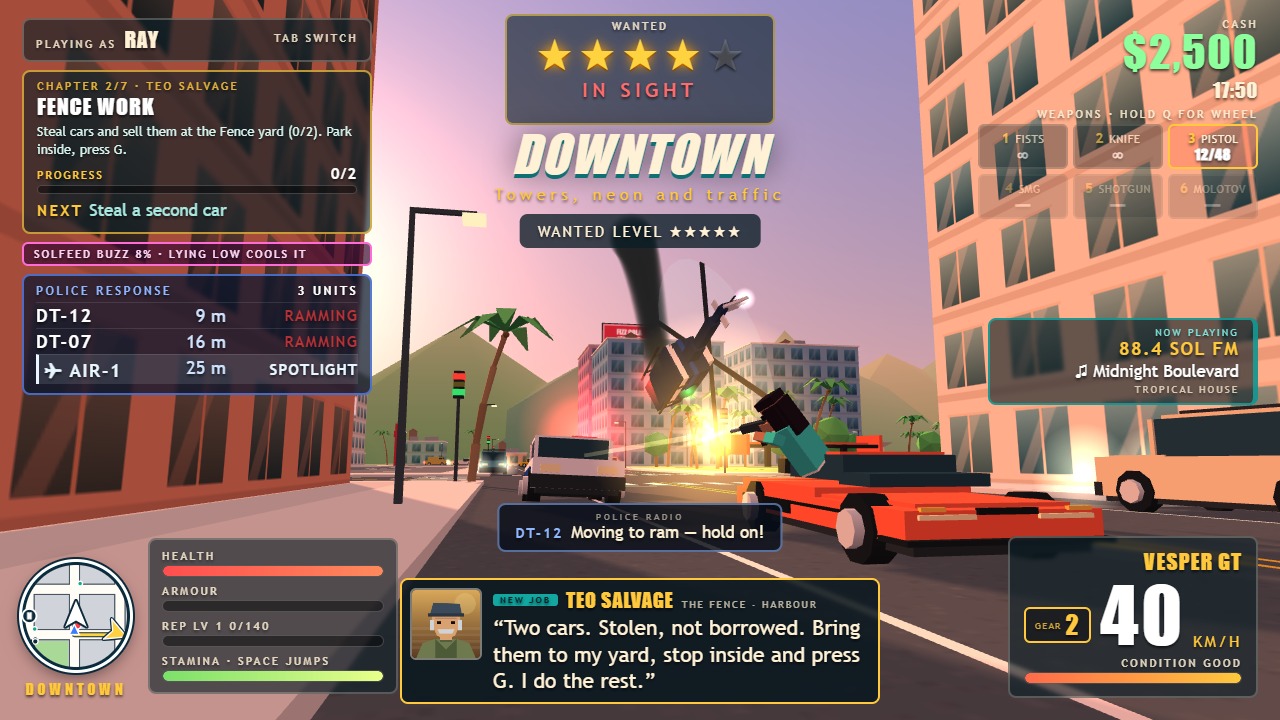 PLAYING AS RAY
TAB SWITCH
CHAPTER 2/7 · TEO SALVAGE
FENCE WORK
Steal cars and sell them at the Fence yard (0/2). Park
inside, press G.
PROGRESS 0/2
NEXT Steal a second car
SOLFEED BUZZ 8% · LYING LOW COOLS IT
POLICE RESPONSE 3 UNITS
DT-12 9 m RAMMING
DT-07 16 m RAMMING
AIR-1 25 m SPOTLIGHT
WANTED
★★★★★
IN SIGHT
DOWNTOWN
Towers, neon and traffic
WANTED LEVEL ★★★★★
CASH
$2,500
17:50
WEAPONS · HOLD Q FOR WHEEL
1 FISTS 2 KNIFE 3 PISTOL
∞ ∞ 12/48
4 SMG 5 SHOTGUN 6 MOLOTOV
— — —
NOW PLAYING
88.4 SOL FM
♫ Midnight Boulevard
TROPICAL HOUSE
POLICE RADIO
DT-12 Moving to ram — hold on!
NEW JOB TEO SALVAGE THE FENCE · HARBOUR
“Two cars. Stolen, not borrowed. Bring
them to my yard, stop inside and press
G. I do the rest.”
HEALTH
ARMOUR
REP LV 1 0/140
STAMINA · SPACE JUMPS
DOWNTOWN
VESPER GT
GEAR 2 40 KM/H
CONDITION GOOD